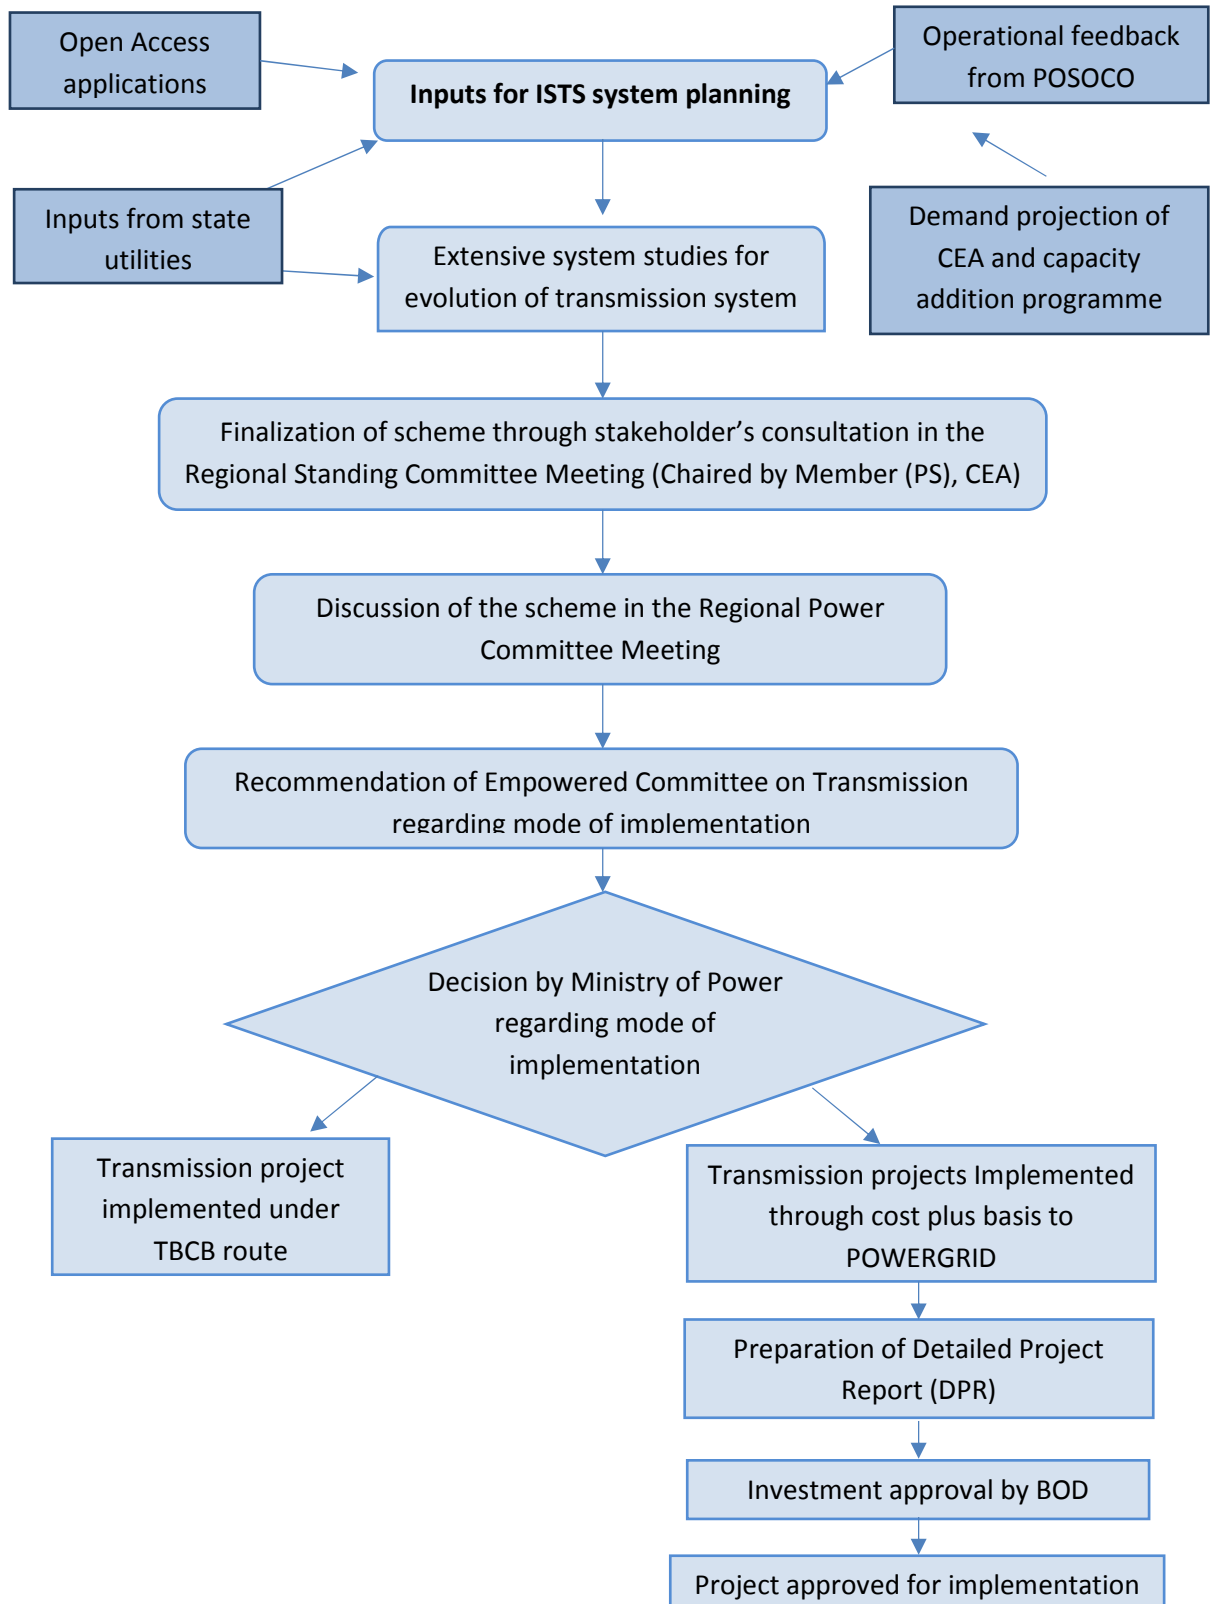 Open Access
applications
Inputs for ISTS system planning
Operational feedback
from POSOCO
Inputs from state
utilities
Extensive system studies for
evolution of transmission system
Demand projection of
CEA and capacity
addition programme
Finalization of scheme through stakeholder’s consultation in the
Regional Standing Committee Meeting (Chaired by Member (PS), CEA)
Discussion of the scheme in the Regional Power
Committee Meeting
Recommendation of Empowered Committee on Transmission
regarding mode of implementation
Decision by Ministry of Power
regarding mode of
implementation
Transmission project
implemented under
TBCB route
Transmission projects Implemented
through cost plus basis to
POWERGRID
Preparation of Detailed Project
Report (DPR)
Investment approval by BOD
Project approved for implementation